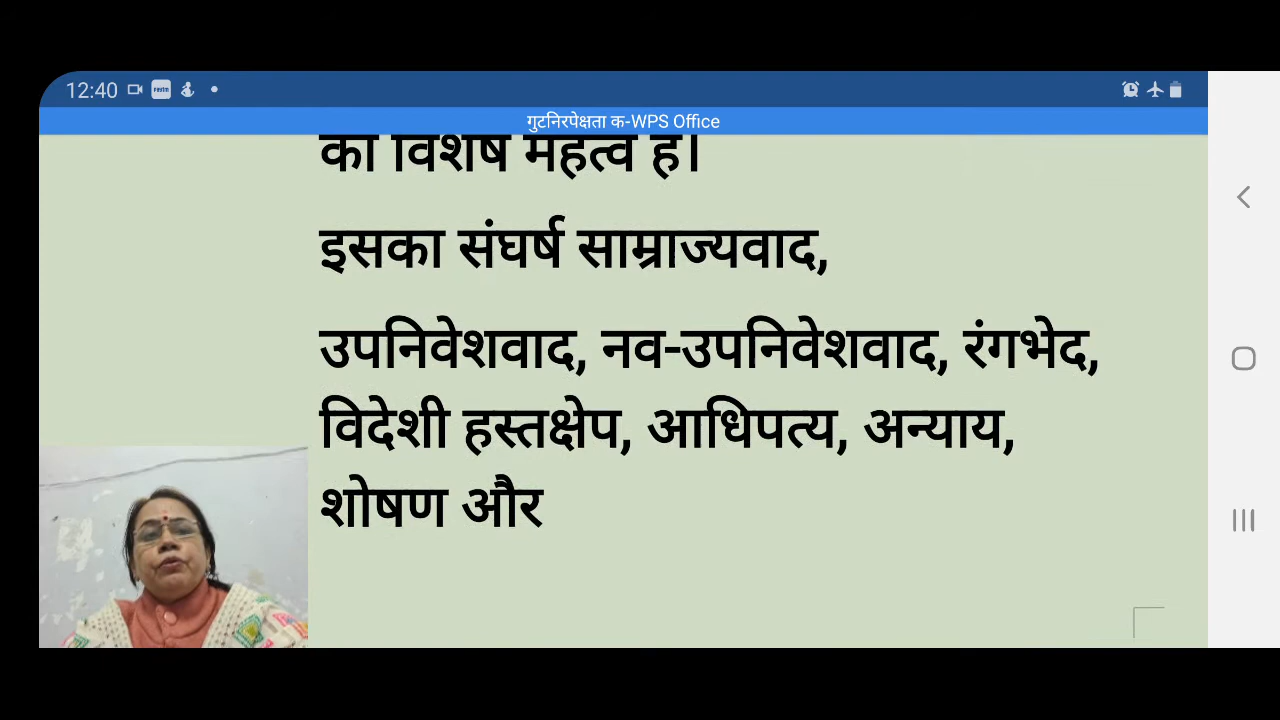 12:40
गुटनिरपेक्षता क-WPS Office
का विशेष महत्व है।
इसका संघर्ष साम्राज्यवाद,
उपनिवेशवाद, नव-उपनिवेशवाद, रंगभेद,
विदेशी हस्तक्षेप, आधिपत्य, अन्याय,
शोषण और